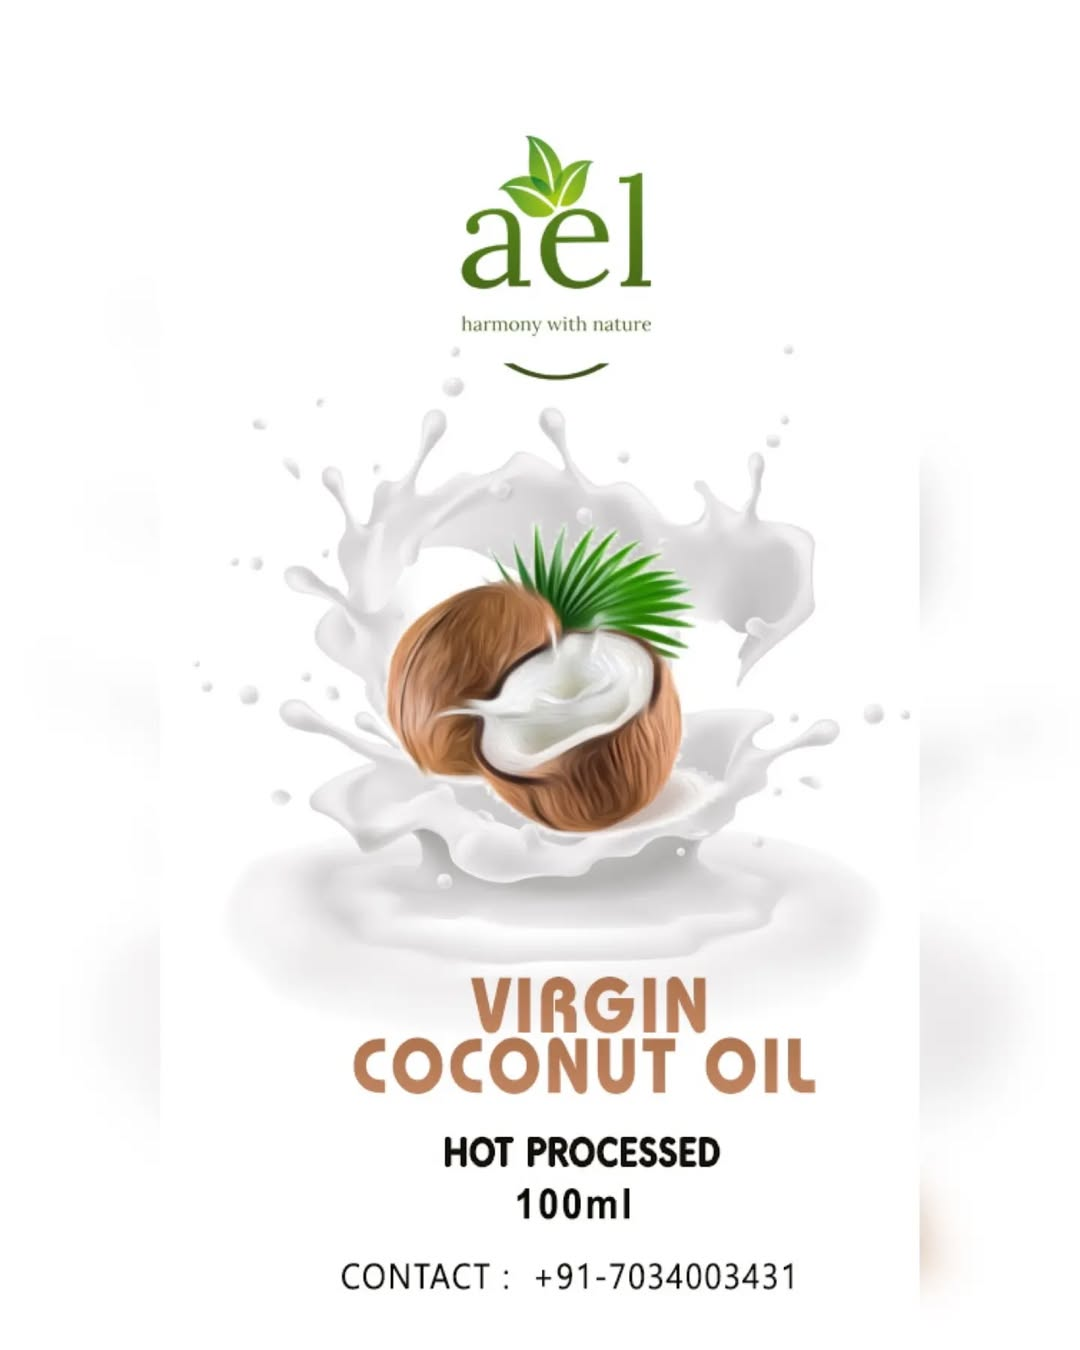 ael
harmony with nature
VIRGIN
COCONUT OIL
HOT PROCESSED
100ml
CONTACT : +91-7034003431